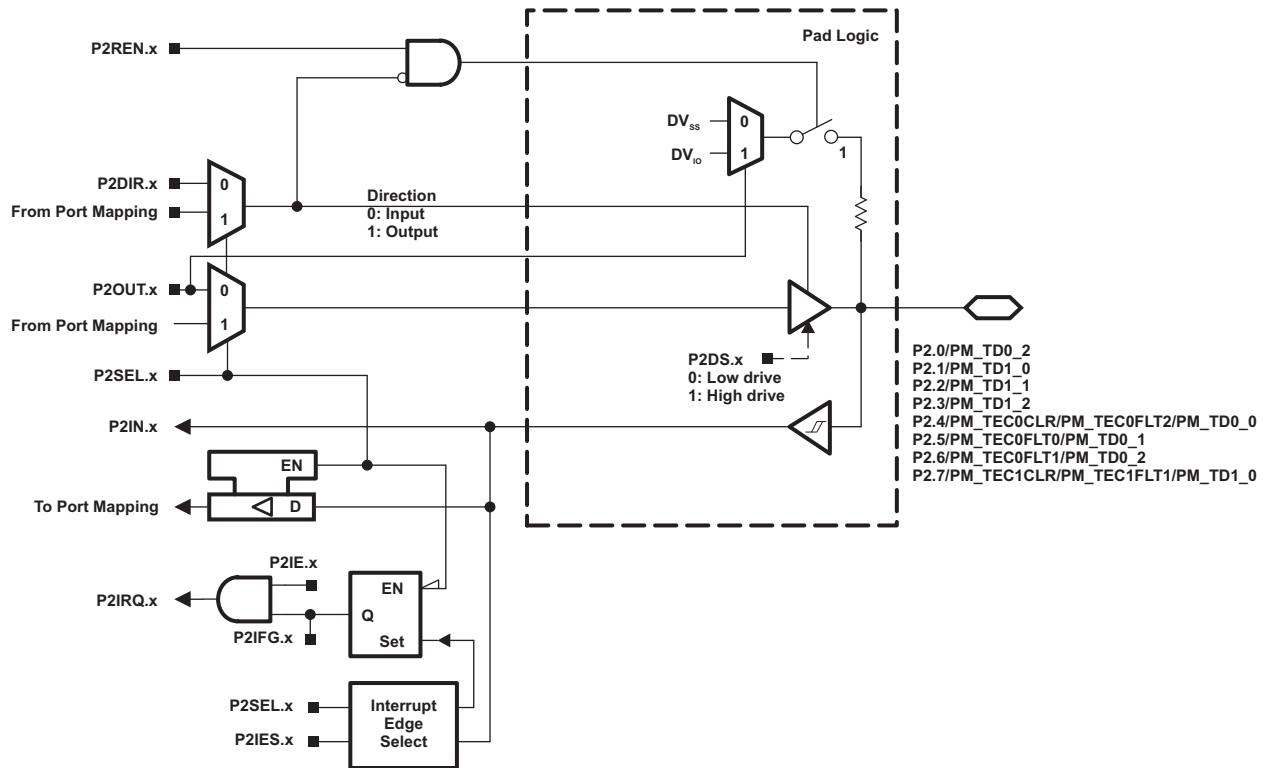 Pad Logic
P2REN.x
DVSS
0
DVIO
1
1
P2DIR.x
0
From Port Mapping
1
Direction
0: Input
1: Output
P2OUT.x
0
From Port Mapping
1
P2DS.x
0: Low drive
1: High drive
P2SEL.x
P2IN.x
P2.0/PM_TD0_2
P2.1/PM_TD1_0
P2.2/PM_TD1_1
P2.3/PM_TD1_2
P2.4/PM_TEC0CLR/PM_TEC0FLT2/PM_TD0_0
P2.5/PM_TEC0FLT0/PM_TD0_1
P2.6/PM_TEC0FLT1/PM_TD0_2
P2.7/PM_TEC1CLR/PM_TEC1FLT1/PM_TD1_0
EN
To Port Mapping
D
P2IE.x
EN
P2IRQ.x
Q
P2IFG.x
Set
P2SEL.x
P2IES.x
Interrupt
Edge
Select